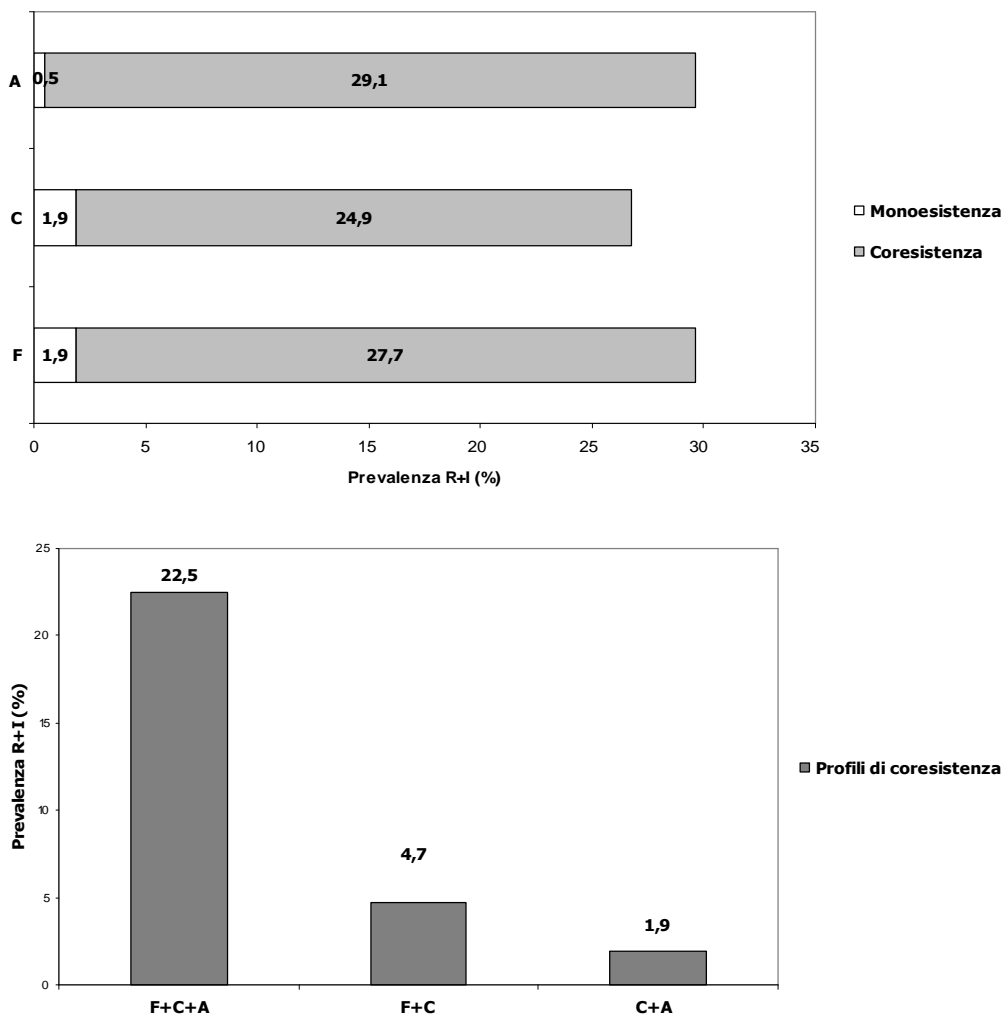 A
0,5
29,1
C
1,9
24,9
F
1,9
27,7
0 5 10 15 20 25 30 35
Prevalenza R+I (%)
Monoesistenza
Coresistenza
25
20
15
10
5
0
Prevalenza R+I (%)
22,5
4,7
1,9
F+C+A F+C C+A
Profili di coresistenza